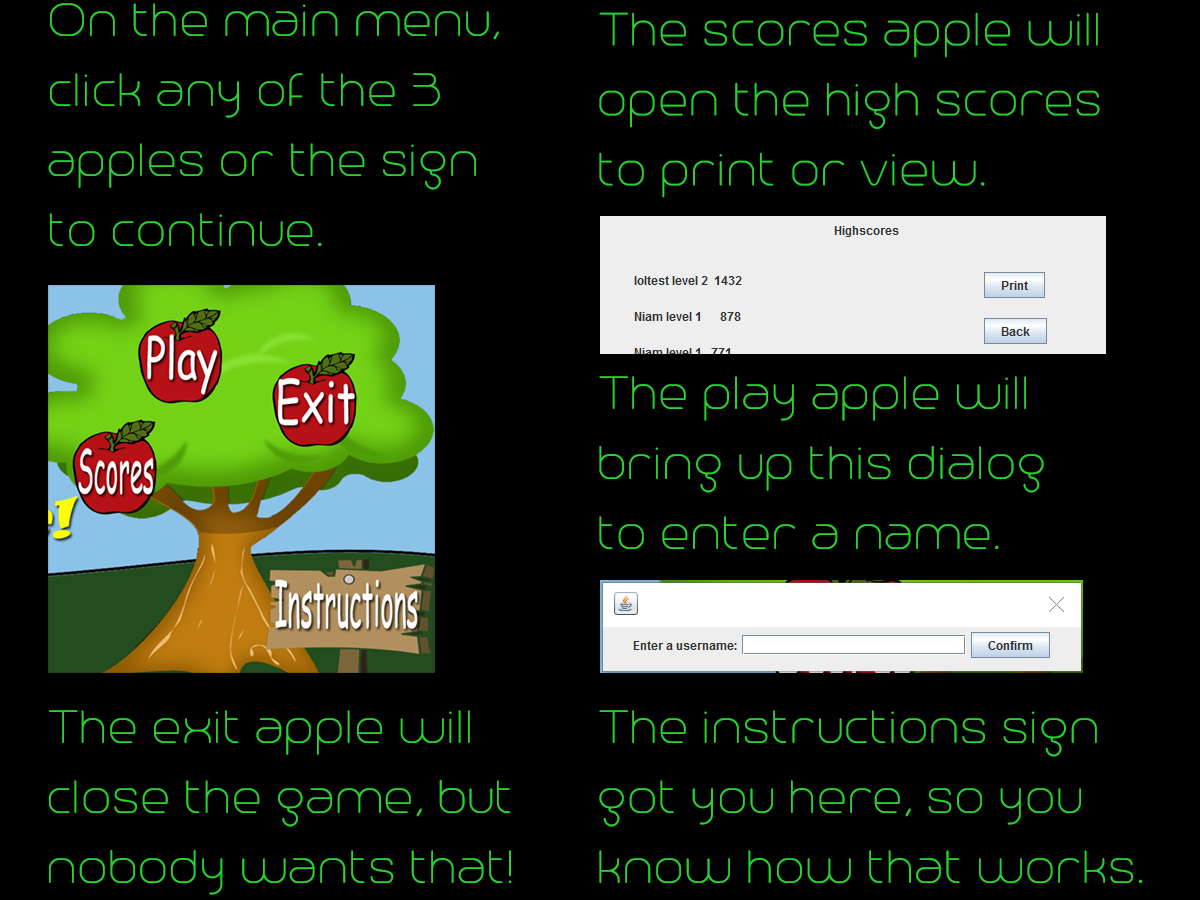 On the main menu,
click any of the 3
apples or the sign
to continue.
Play
Exit
Scores
!
Instructions
The exit apple will
close the game, but
nobody wants that!
The scores apple will
open the high scores
to print or view.
Highscores
loltest level 2 1432
Print
Niam level 1 878
Back
Niam level 1 771
The play apple will
bring up this dialog
to enter a name.
Enter a username:
Confirm
The instructions sign
got you here, so you
know how that works.